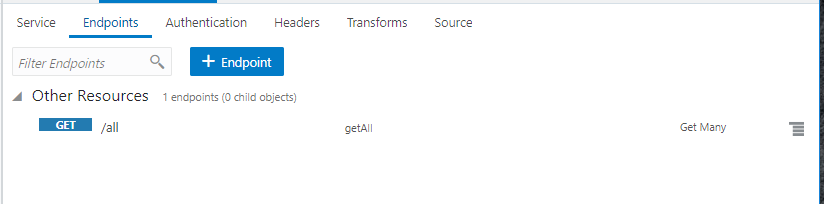 Service Endpoints Authentication Headers Transforms Source
Filter Endpoints + Endpoint
Other Resources 1 endpoints (0 child objects)
GET /all getAll Get Many